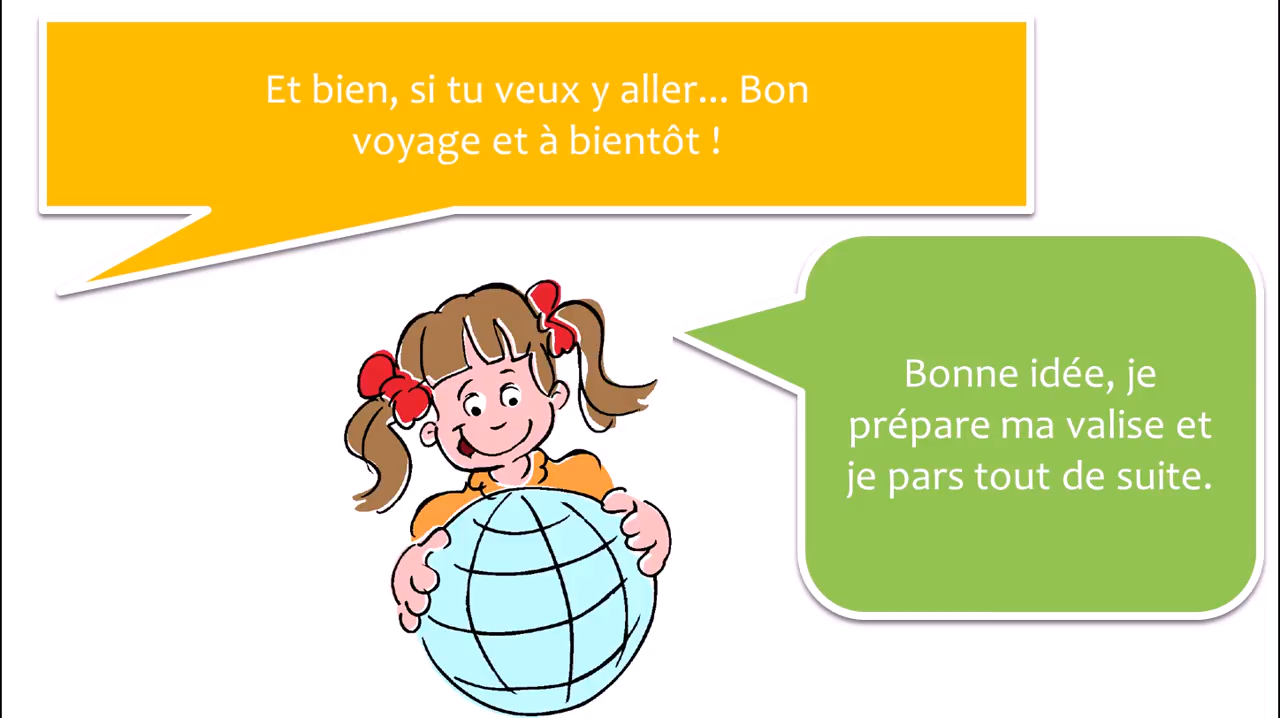 Et bien, si tu veux y aller... Bon
voyage et à bientôt !
Bonne idée, je
prépare ma valise et
je pars tout de suite.